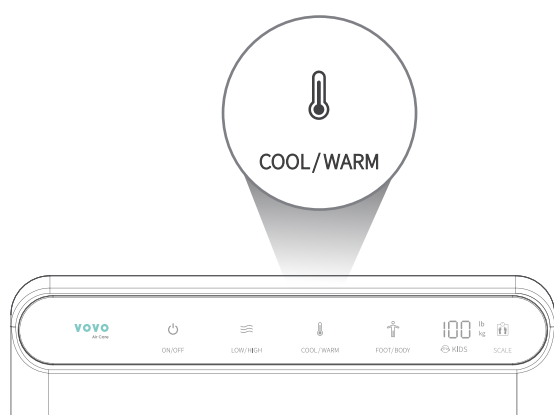 COOL/WARM
VOVO
Air Care
ON/OFF
LOW/HIGH
COOL/WARM
FOOT/BODY
100 lb kg
KIDS
SCALE